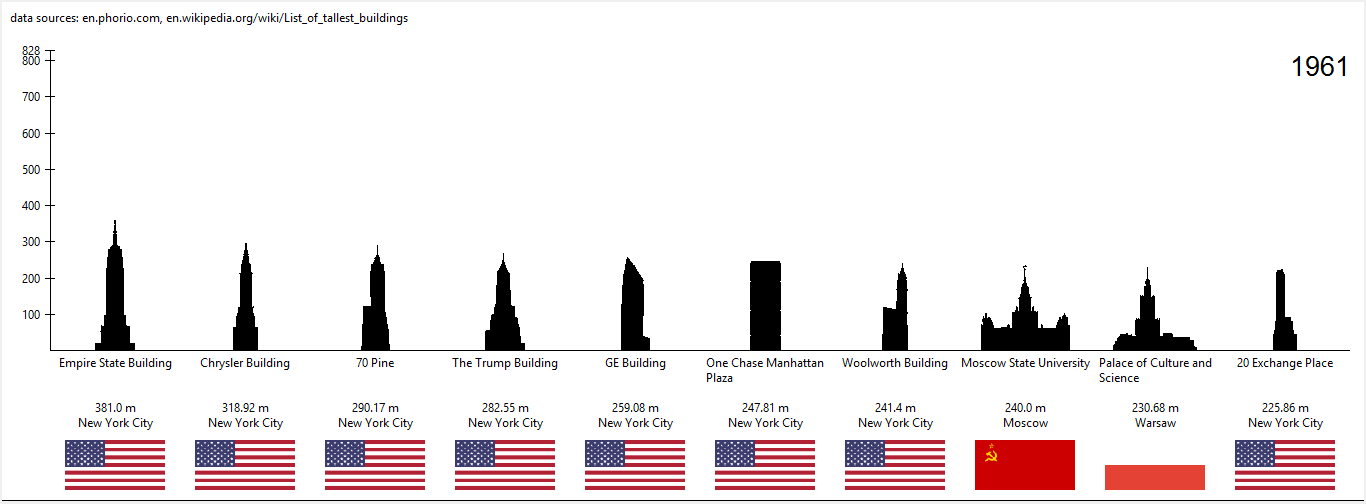 data sources: en.phorio.com, en.wikipedia.org/wiki/List_of_tallest_buildings
1961
828
800
700
600
500
400
300
200
100
Empire State Building
Chrysler Building
70 Pine
The Trump Building
GE Building
One Chase Manhattan
Plaza
Woolworth Building
Moscow State University
Palace of Culture and
Science
20 Exchange Place
381.0 m
New York City
318.92 m
New York City
290.17 m
New York City
282.55 m
New York City
259.08 m
New York City
247.81 m
New York City
241.4 m
New York City
240.0 m
Moscow
230.68 m
Warsaw
225.86 m
New York City